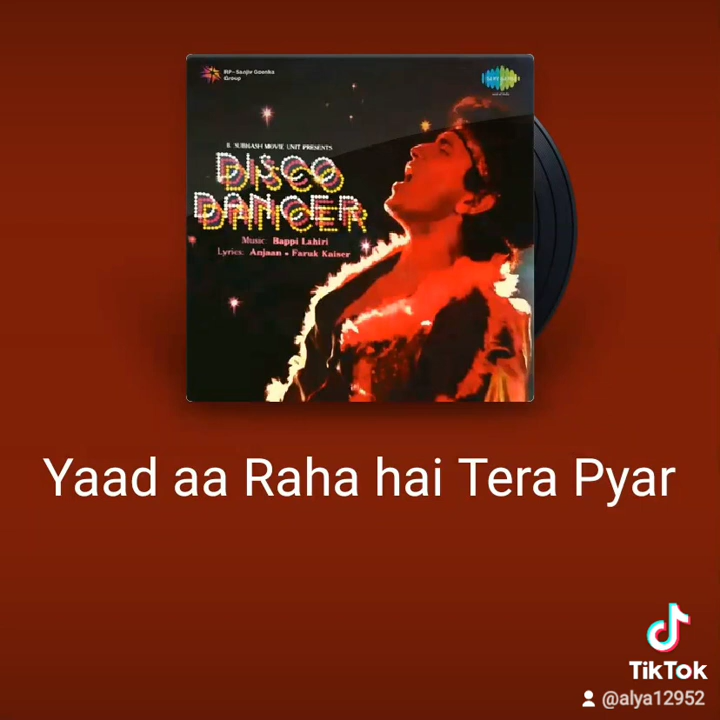 RP-Sanjiv Goenka
Group
B. SUBHASH MOVIE UNIT PRESENTS
DISCO
DANCER
Music: Bappi Lahiri
Lyrics: Anjaan - Faruk Kaiser
Yaad aa Raha hai Tera Pyar
TikTok
@alya12952